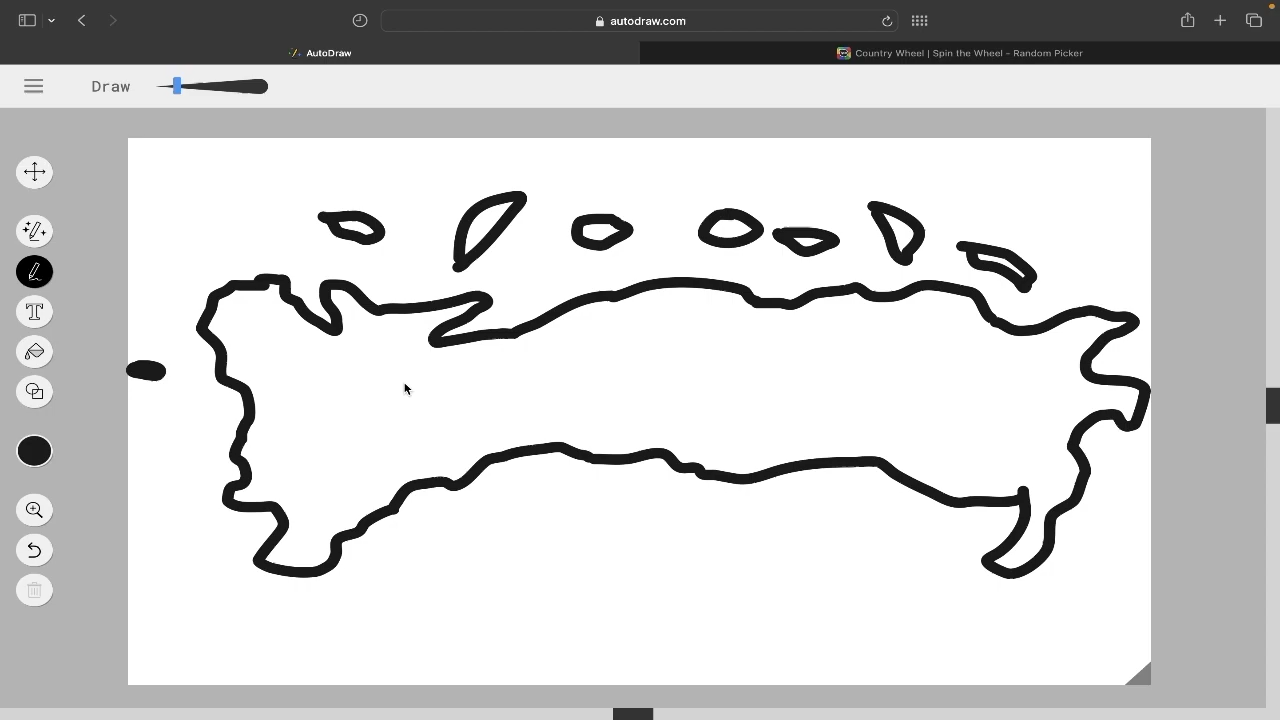 autodraw.com
AutoDraw
Country Wheel | Spin the Wheel - Random Picker
Draw
T